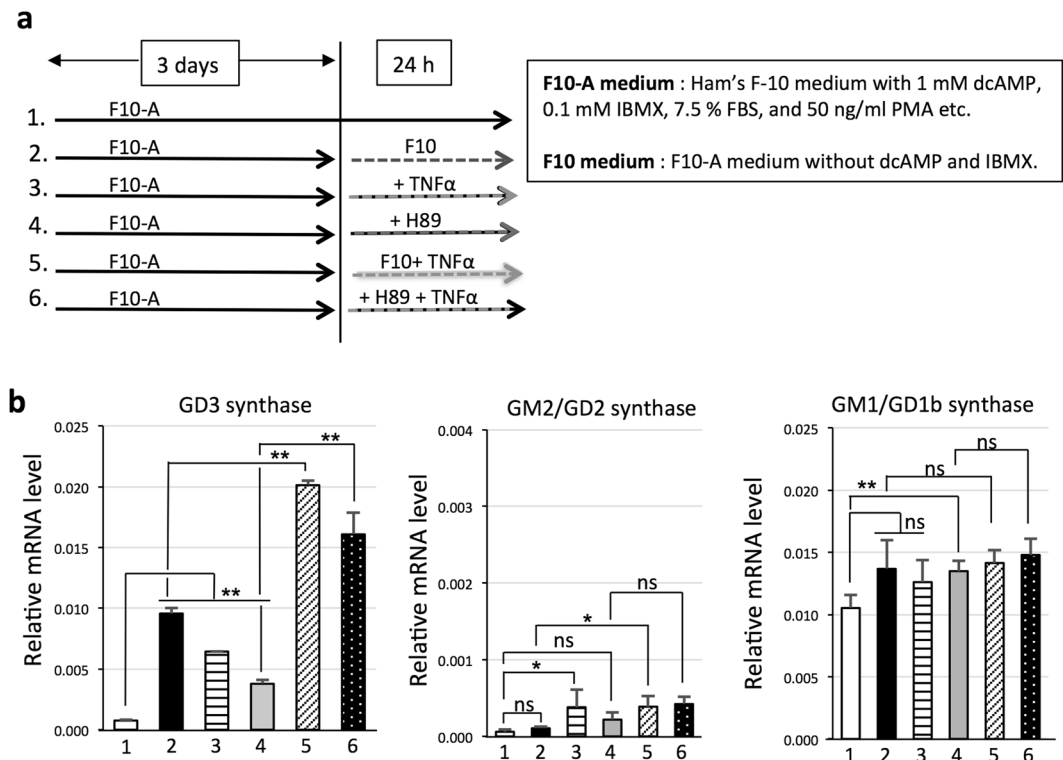 a
3 days
24 h
1.
F10-A
2.
F10-A
F10
3.
F10-A
+ TNFα
4.
F10-A
+ H89
5.
F10-A
F10+ TNFα
6.
F10-A
+ H89 + TNFα
F10-A medium : Ham's F-10 medium with 1 mM dcAMP,
0.1 mM IBMX, 7.5 % FBS, and 50 ng/ml PMA etc.
F10 medium : F10-A medium without dcAMP and IBMX.
b
GD3 synthase
Relative mRNA level
0.025
0.020
0.015
0.010
0.005
0.000
**
**
**
1 2 3 4 5 6
GM2/GD2 synthase
Relative mRNA level
0.004
0.002
0.001
0.000
ns
*
ns
*
ns
1 2 3 4 5 6
GM1/GD1b synthase
Relative mRNA level
0.025
0.020
0.015
0.010
0.005
0.000
ns
ns
**
ns
1 2 3 4 5 6